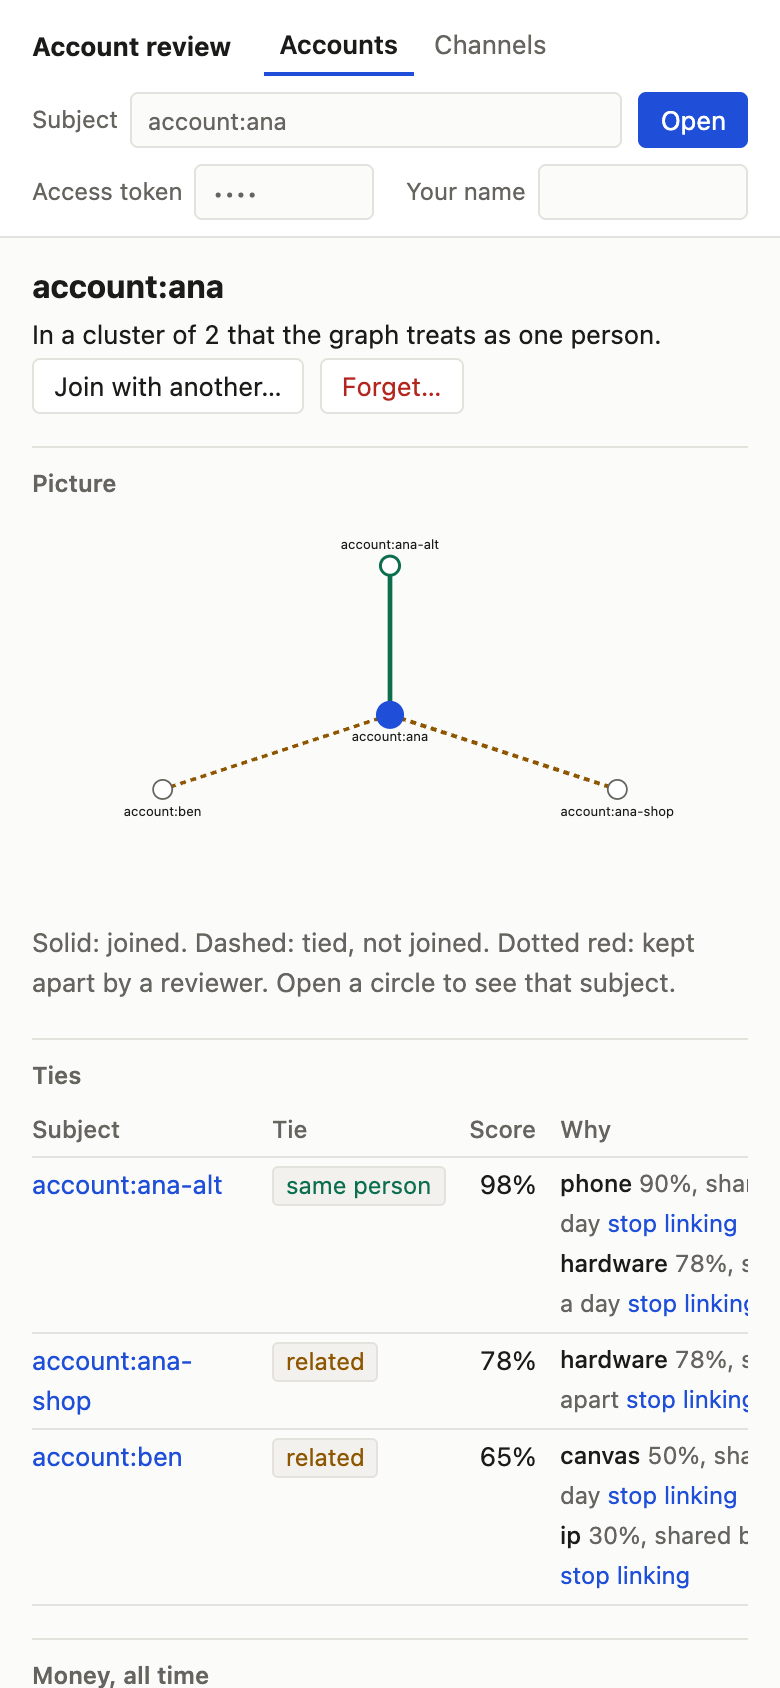 Account review Accounts Channels
Subject account:ana Open
Access token •••• Your name
account:ana
In a cluster of 2 that the graph treats as one person.
Join with another... Forget...
Picture
account:ana-alt
account:ana
account:ben account:ana-shop
Solid: joined. Dashed: tied, not joined. Dotted red: kept
apart by a reviewer. Open a circle to see that subject.
Ties
Subject Tie Score Why
account:ana-alt same person 98% phone 90%,
day stop linking
hardware 78%,
a day stop linking
account:ana- related 78% hardware 78%,
shop apart stop linking
account:ben related 65% canvas 50%,
day stop linking
ip 30%, shared
stop linking
Money, all time